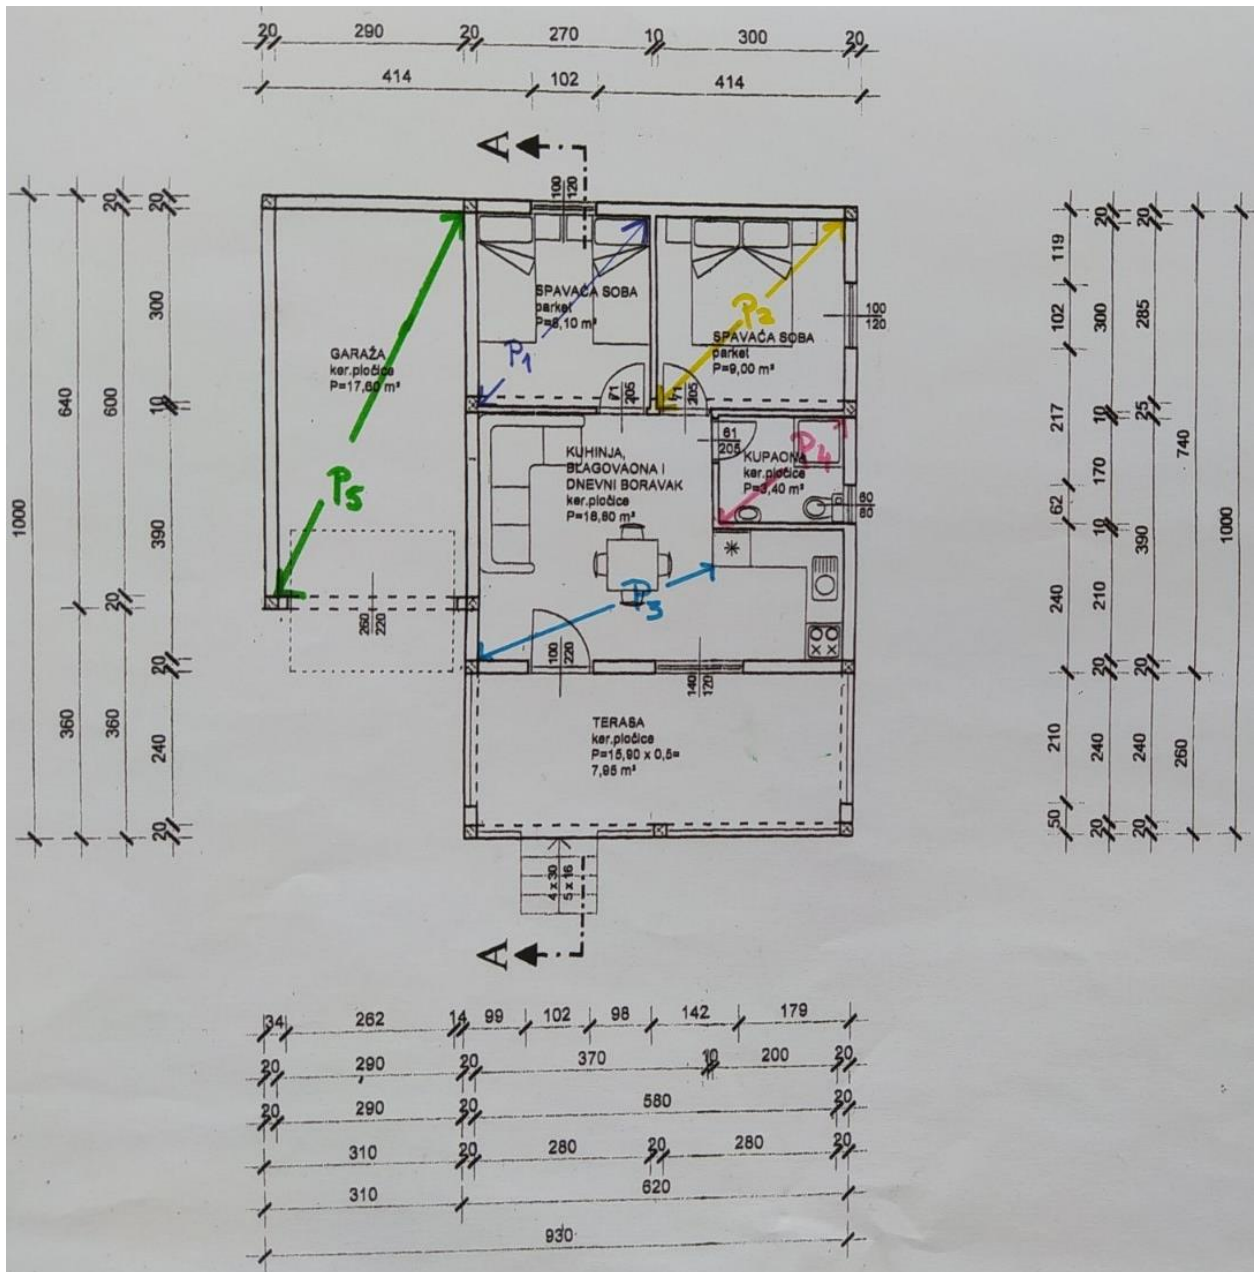 20 290 20 270 10 300 20
414 102 414
A
100
120
1000
640
360
20
600
20
360
20
300
10
390
20
240
20
GARAŽA
ker.pločice
P=17,60 m²
P5
260
220
SPAVAĆA SOBA
parket
P=8,10 m²
P1
71
205
SPAVAĆA SOBA
parket
P=9,00 m²
P2
71
205
100
120
KUHINJA,
BLAGOVAONA I
DNEVNI BORAVAK
ker.pločice
P=18,60 m²
P3
61
205
KUPAONA
ker.pločice
P=3,40 m²
P4
60
80
100
220
140
120
TERASA
ker.pločice
P=15,90 x 0,5=
7,95 m²
4 x 30
5 x 16
A
119
102
217
62
240
210
50
20
300
10
170
10
210
20
240
20
20
285
25
390
20
240
20
740
260
1000
34 262 14 99 102 98 142 179
20 290 20 370 10 200 20
20 290 20 580 20
310 20 280 20 280 20
310 620
930